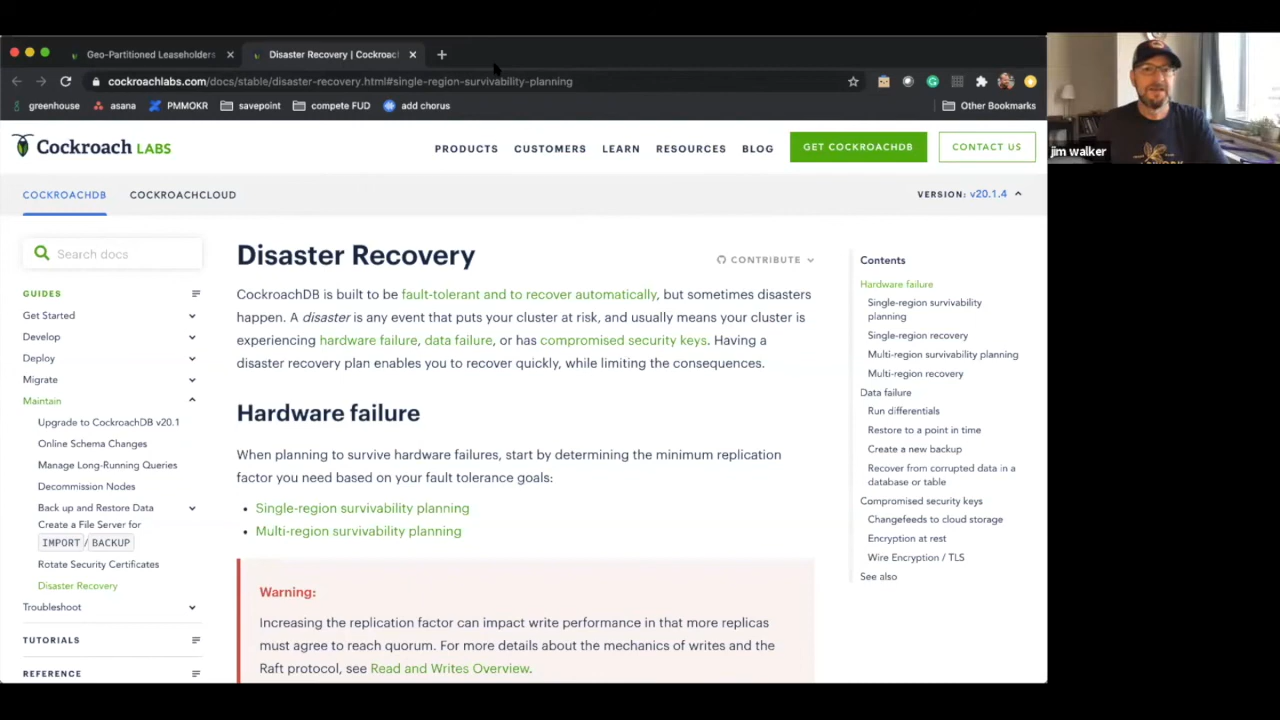 Geo-Partitioned Leaseholders
Disaster Recovery | Cockroac
cockroachlabs.com/docs/stable/disaster-recovery.html#single-region-survivability-planning
greenhouse asana PMMOKR savepoint compete FUD add chorus Other Bookmarks
jim walker
Cockroach LABS
PRODUCTS CUSTOMERS LEARN RESOURCES BLOG GET COCKROACHDB CONTACT US
COCKROACHDB COCKROACHCLOUD VERSION: v20.1.4
Search docs
GUIDES
Get Started
Develop
Deploy
Migrate
Maintain
Upgrade to CockroachDB v20.1
Online Schema Changes
Manage Long-Running Queries
Decommission Nodes
Back up and Restore Data
Create a File Server for
IMPORT / BACKUP
Rotate Security Certificates
Disaster Recovery
Troubleshoot
TUTORIALS
REFERENCE
Disaster Recovery
CONTRIBUTE
CockroachDB is built to be fault-tolerant and to recover automatically, but sometimes disasters
happen. A disaster is any event that puts your cluster at risk, and usually means your cluster is
experiencing hardware failure, data failure, or has compromised security keys. Having a
disaster recovery plan enables you to recover quickly, while limiting the consequences.
Hardware failure
When planning to survive hardware failures, start by determining the minimum replication
factor you need based on your fault tolerance goals:
• Single-region survivability planning
• Multi-region survivability planning
Warning:
Increasing the replication factor can impact write performance in that more replicas
must agree to reach quorum. For more details about the mechanics of writes and the
Raft protocol, see Read and Writes Overview.
Contents
Hardware failure
Single-region survivability
planning
Single-region recovery
Multi-region survivability planning
Multi-region recovery
Data failure
Run differentials
Restore to a point in time
Create a new backup
Recover from corrupted data in a
database or table
Compromised security keys
Changefeeds to cloud storage
Encryption at rest
Wire Encryption / TLS
See also